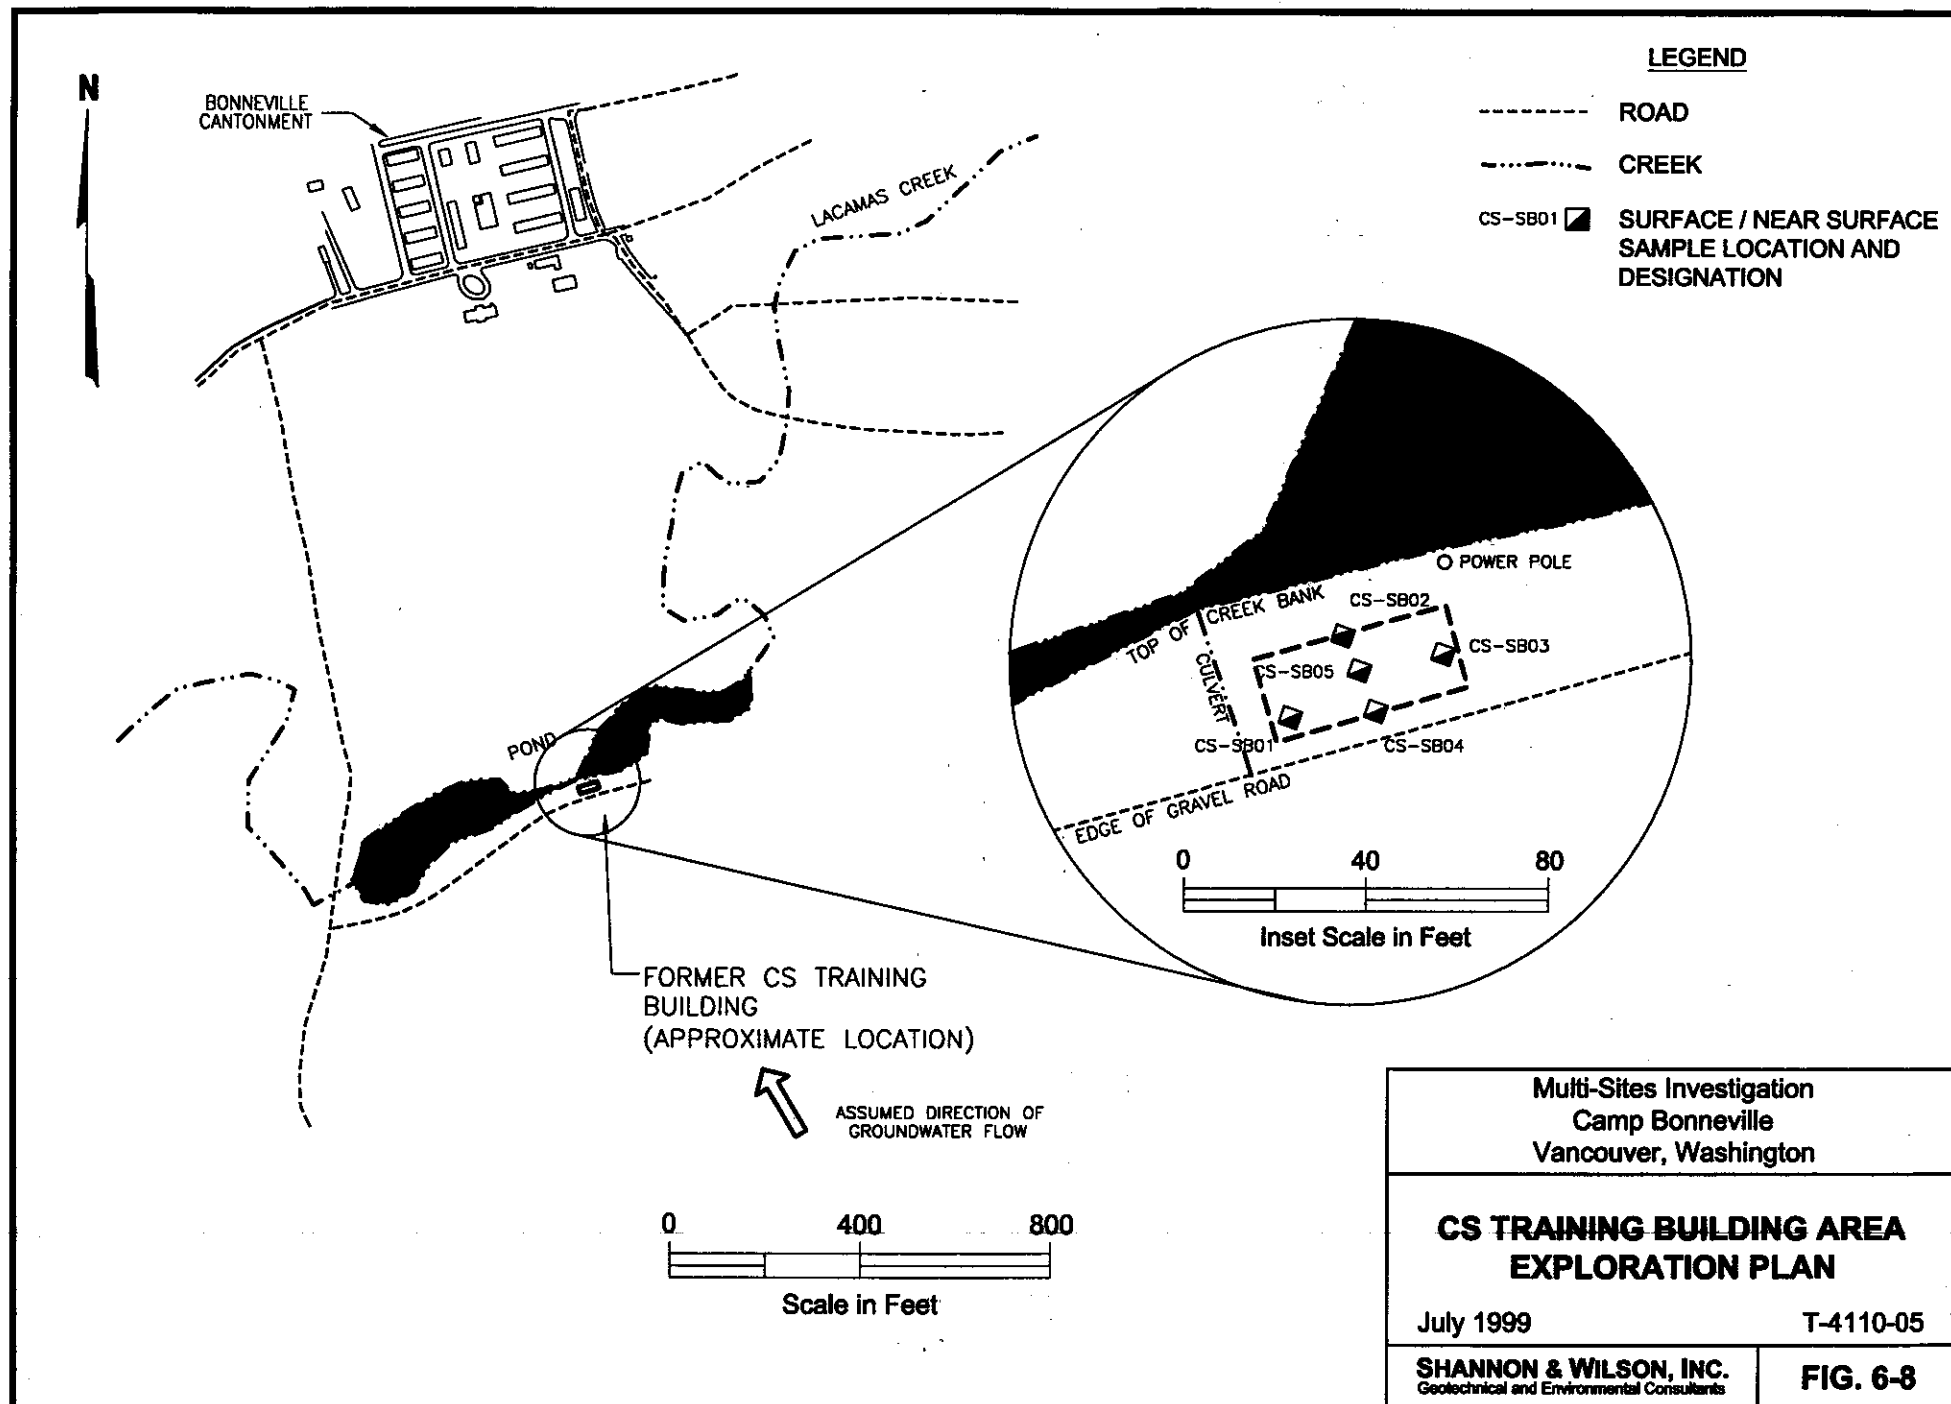 N
BONNEVILLE
CANTONMENT
LACAMAS CREEK
LEGEND
ROAD
CREEK
CS-SB01
SURFACE / NEAR SURFACE
SAMPLE LOCATION AND
DESIGNATION
POWER POLE
TOP OF CREEK BANK
CS-SB02
CS-SB03
CS-SB05
CULVERT
CS-SB01
CS-SB04
EDGE OF GRAVEL ROAD
0 40 80
Inset Scale in Feet
POND
FORMER CS TRAINING
BUILDING
(APPROXIMATE LOCATION)
ASSUMED DIRECTION OF
GROUNDWATER FLOW
0 400 800
Scale in Feet
Multi-Sites Investigation
Camp Bonneville
Vancouver, Washington
CS TRAINING BUILDING AREA
EXPLORATION PLAN
July 1999 T-4110-05
SHANNON & WILSON, INC.
Geotechnical and Environmental Consultants
FIG. 6-8